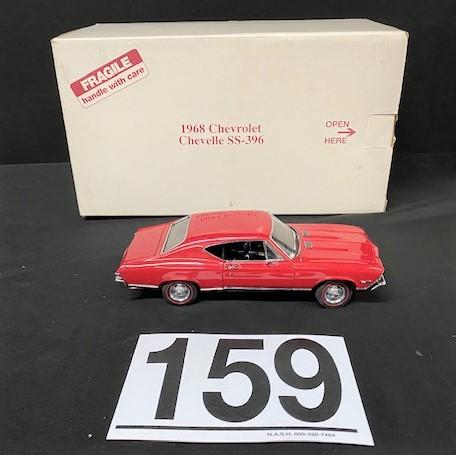 FRAGILE
handle with care
1968 Chevrolet
Chevelle SS-396
OPEN
HERE
159
N.A.S.H. 800-328-7484